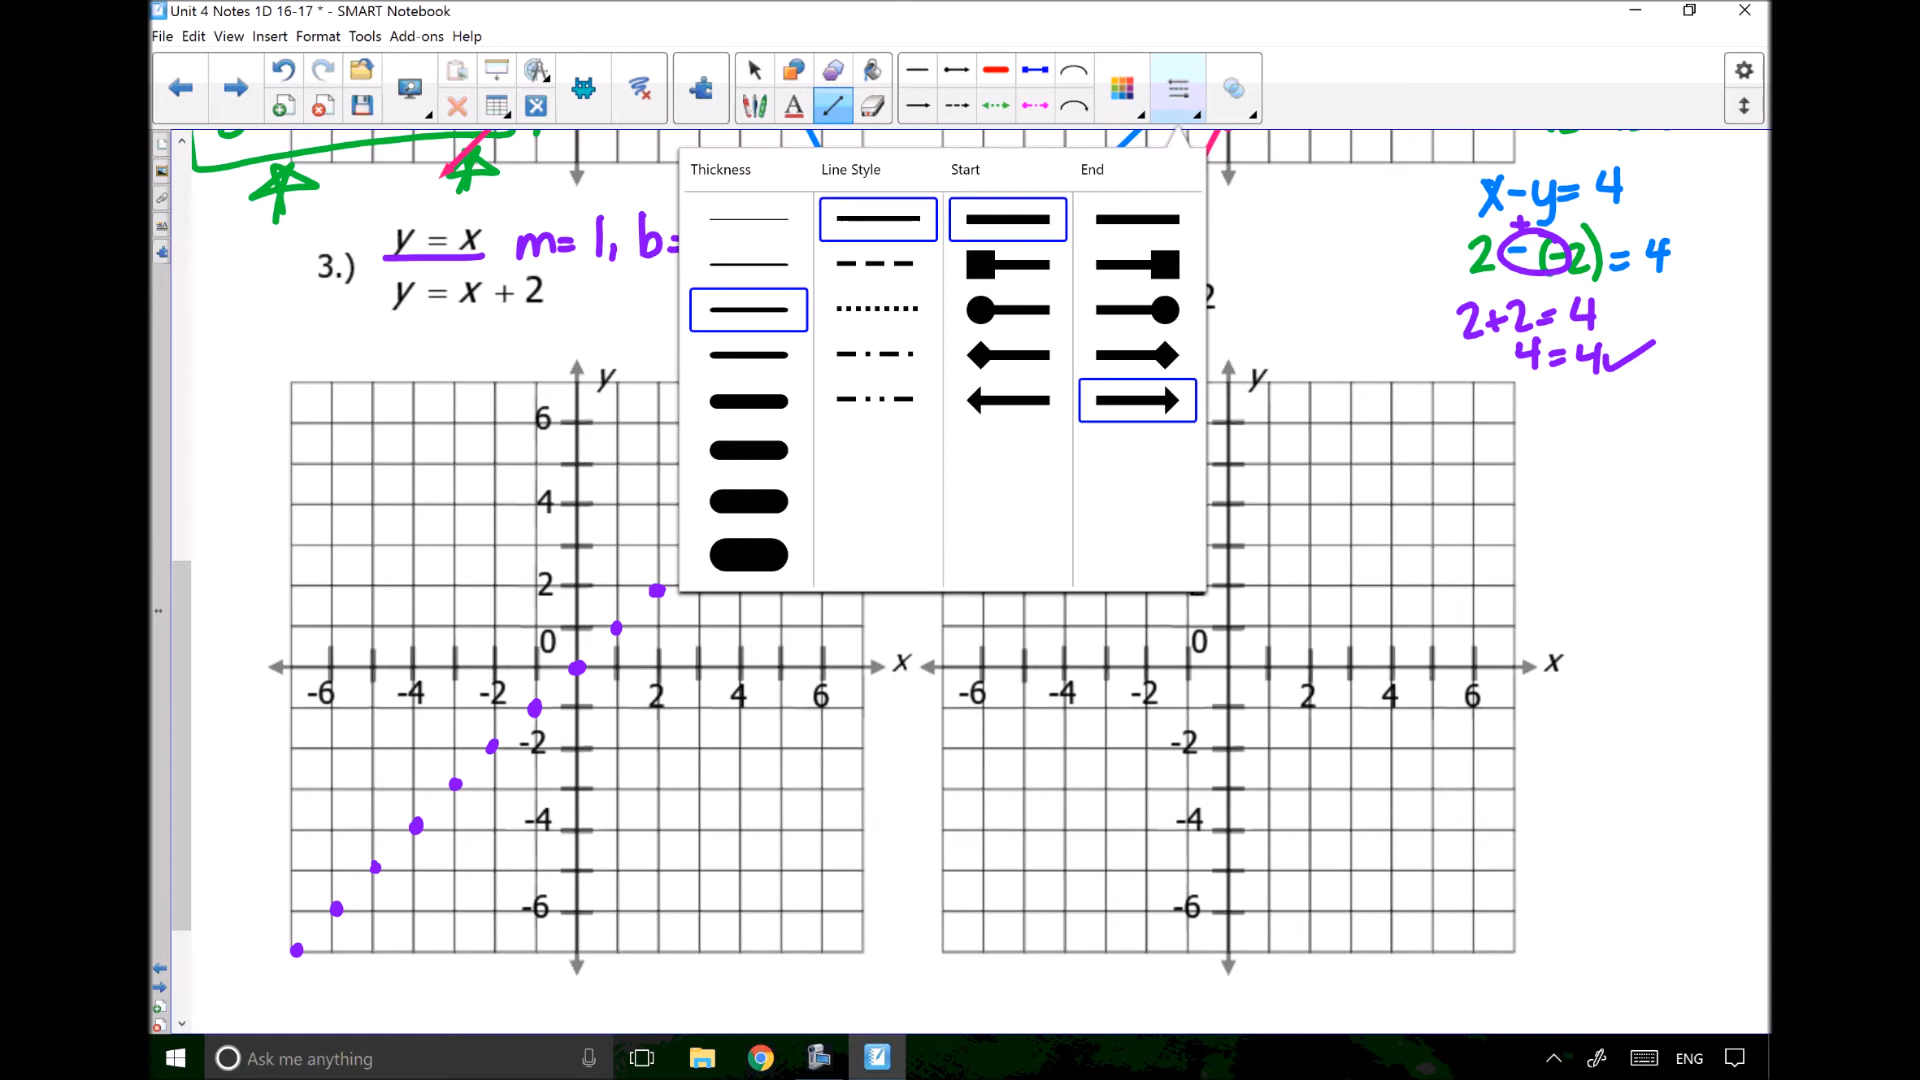 Unit 4 Notes 1D 16-17 * - SMART Notebook
File Edit View Insert Format Tools Add-ons Help
Thickness Line Style Start End
x-y=4
2-(-2)=4
+
2+2=4
4=4✓
3.) y = x m=1, b=
y = x + 2
2
y
6
4
2
0
-6 -4 -2 2 4 6 x
-2
-4
-6
y
0
-6 -4 -2 2 4 6 x
-2
-4
-6
Ask me anything
ENG